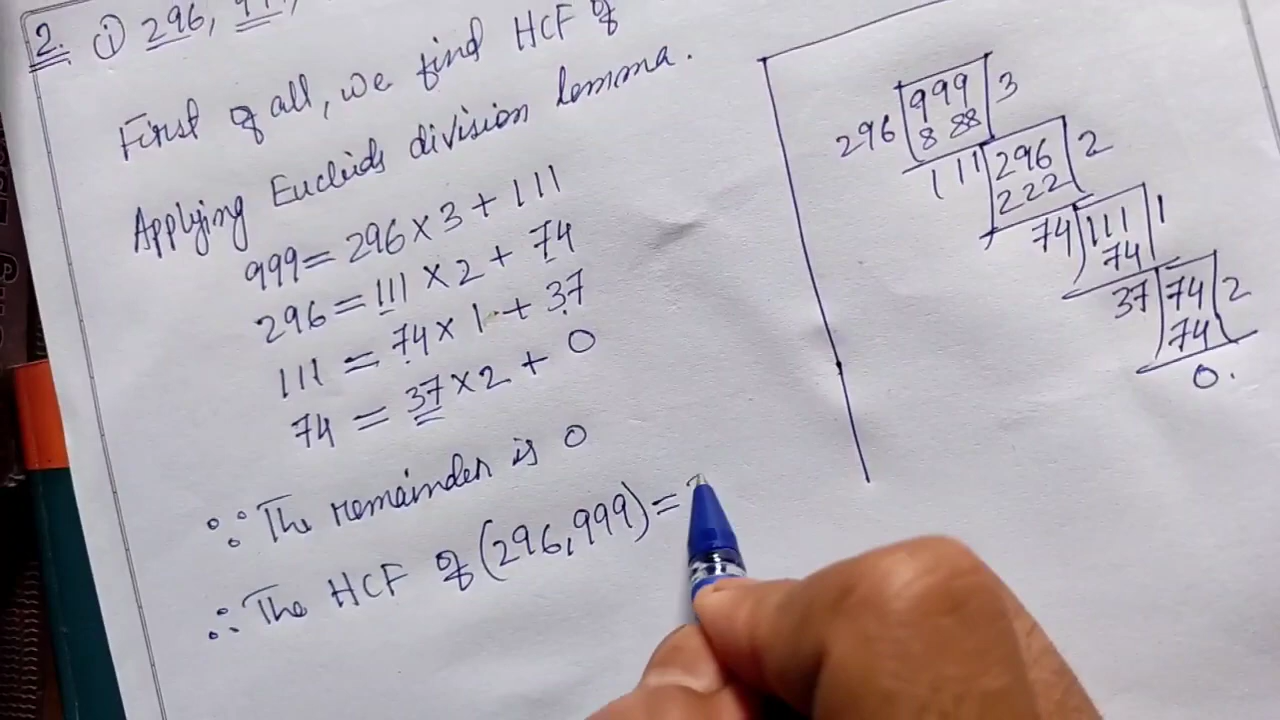 2. (i) 296,
First of all, we find HCF of
Applying Euclids division lemma.
999 = 296 × 3 + 111
296 = 111 × 2 + 74
111 = 74 × 1 + 37
74 = 37 × 2 + 0
∵ The remainder is 0
∴ The HCF of (296, 999) =
296 999 3
888
111 296 2
222
74 111 1
74
37 74 2
74
0.